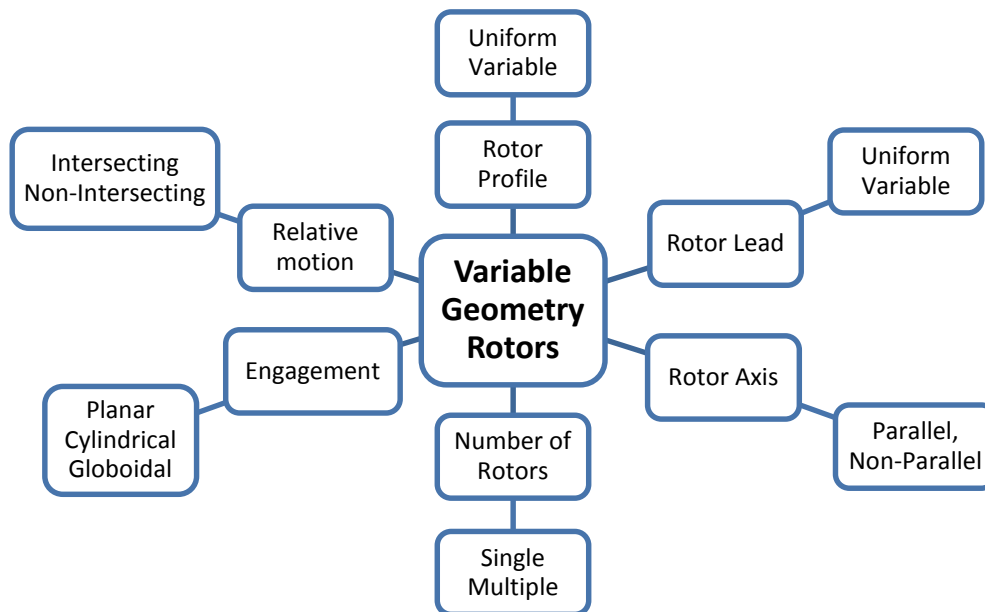 Uniform
Variable
Rotor
Profile
Intersecting
Non-Intersecting
Relative
motion
Uniform
Variable
Rotor Lead
Variable
Geometry
Rotors
Engagement
Planar
Cylindrical
Globoidal
Rotor Axis
Parallel,
Non-Parallel
Number of
Rotors
Single
Multiple